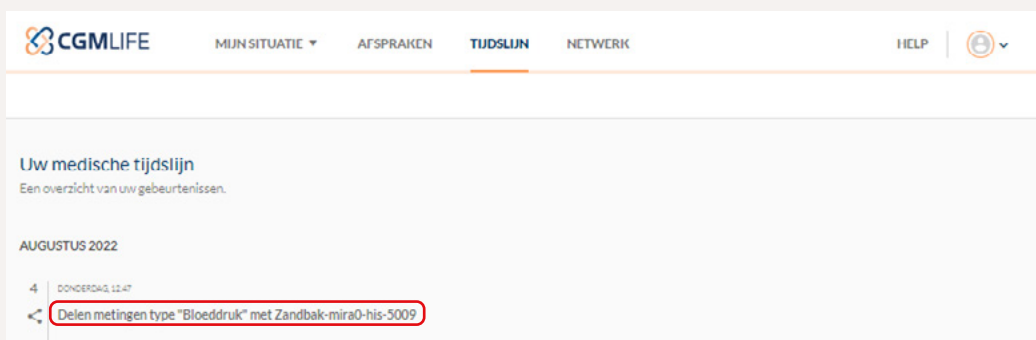 CGMLIFE MIJN SITUATIE AFSPRAKEN TIJDSLIJN NETWERK HELP
Uw medische tijdslijn
Een overzicht van uw gebeurtenissen.
AUGUSTUS 2022
4 DONDERDAG, 12:47
Delen metingen type "Bloeddruk" met Zandbak-mira0-his-5009